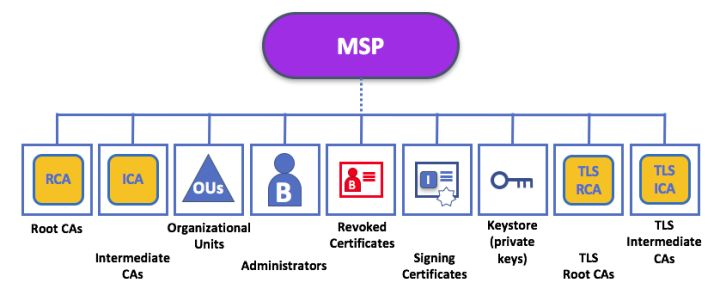 MSP
RCA
ICA
OUs
B
B
I
TLS
RCA
TLS
ICA
Root CAs
Intermediate
CAs
Organizational
Units
Administrators
Revoked
Certificates
Signing
Certificates
Keystore
(private
keys)
TLS
Root CAs
TLS
Intermediate
CAs